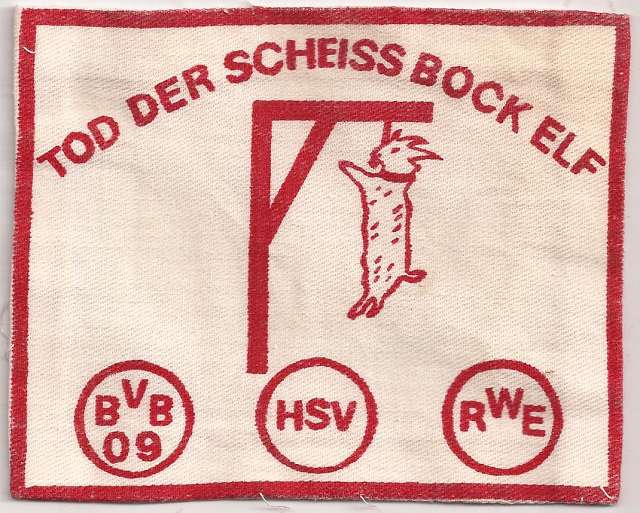 TOD DER SCHEISS BOCK ELF
BVB
09
HSV
RWE